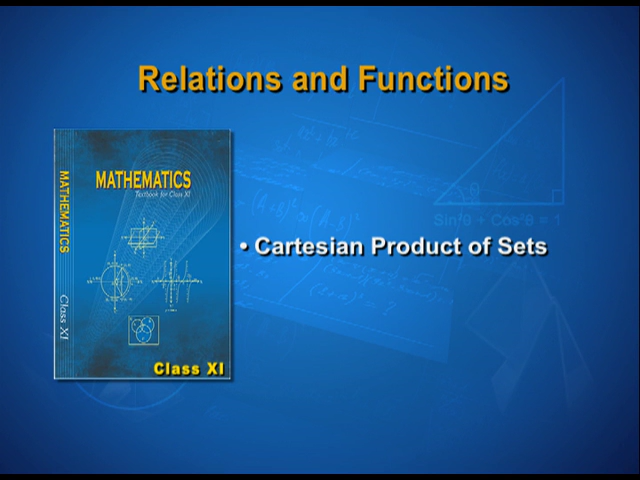 Relations and Functions
MATHEMATICS
Textbook for Class XI
MATHEMATICS
Class XI
Class XI
• Cartesian Product of Sets
Sin²θ + Cos²θ = 1